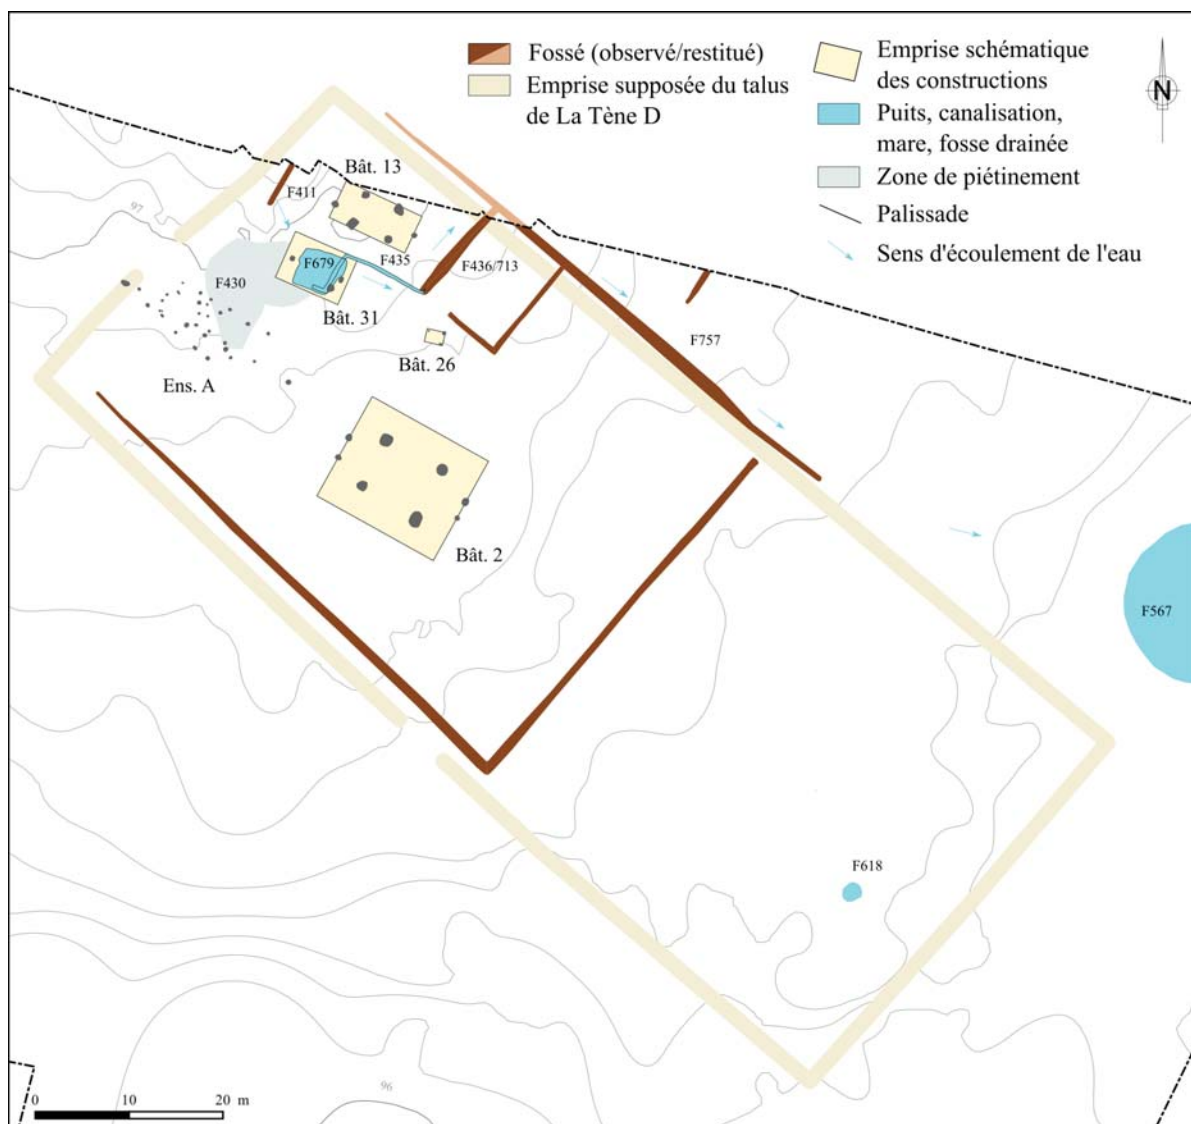 Fossé (observé/restitué)
Emprise supposée du talus
de La Tène D
Emprise schématique
des constructions
Puits, canalisation,
mare, fosse drainée
Zone de piétinement
Palissade
Sens d'écoulement de l'eau
N
Bât. 13
F411
97
F435
F436/713
F679
F430
Bât. 31
F757
Bât. 26
Ens. A
Bât. 2
F567
F618
96
0 10 20 m